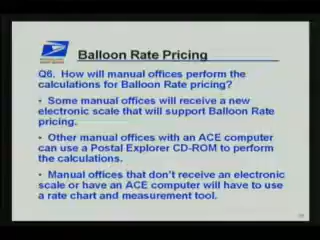 Balloon Rate Pricing
Q6. How will manual offices perform the
calculations for Balloon Rate pricing?
• Some manual offices will receive a new
electronic scale that will support Balloon Rate
pricing.
• Other manual offices with an ACE computer
can use a Postal Explorer CD-ROM to perform
the calculations.
• Manual offices that don't receive an electronic
scale or have an ACE computer will have to use
a rate chart and measurement tool.